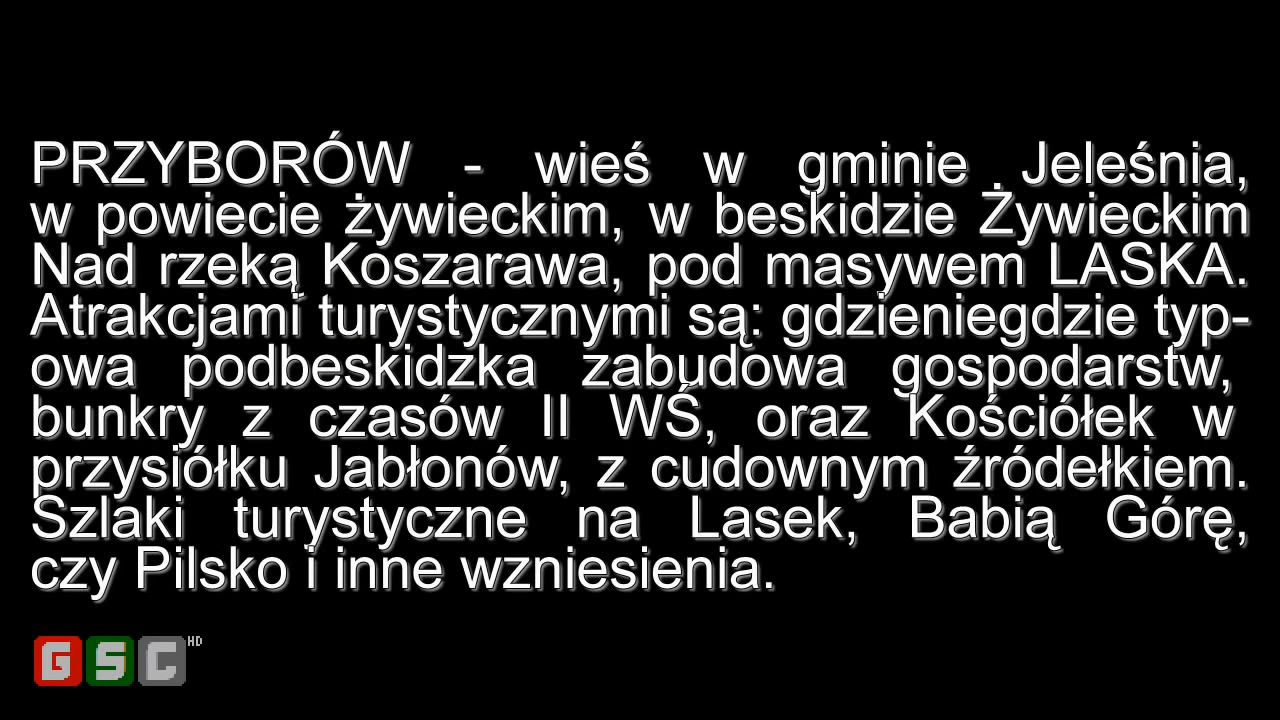 PRZYBORÓW - wieś w gminie Jeleśnia,
w powiecie żywieckim, w beskidzie Żywieckim
Nad rzeką Koszarawa, pod masywem LASKA.
Atrakcjami turystycznymi są: gdzieniegdzie typ-
owa podbeskidzka zabudowa gospodarstw,
bunkry z czasów II WŚ, oraz Kościółek w
przysiółku Jabłonów, z cudownym źródełkiem.
Szlaki turystyczne na Lasek, Babią Górę,
czy Pilsko i inne wzniesienia.
GSC HD